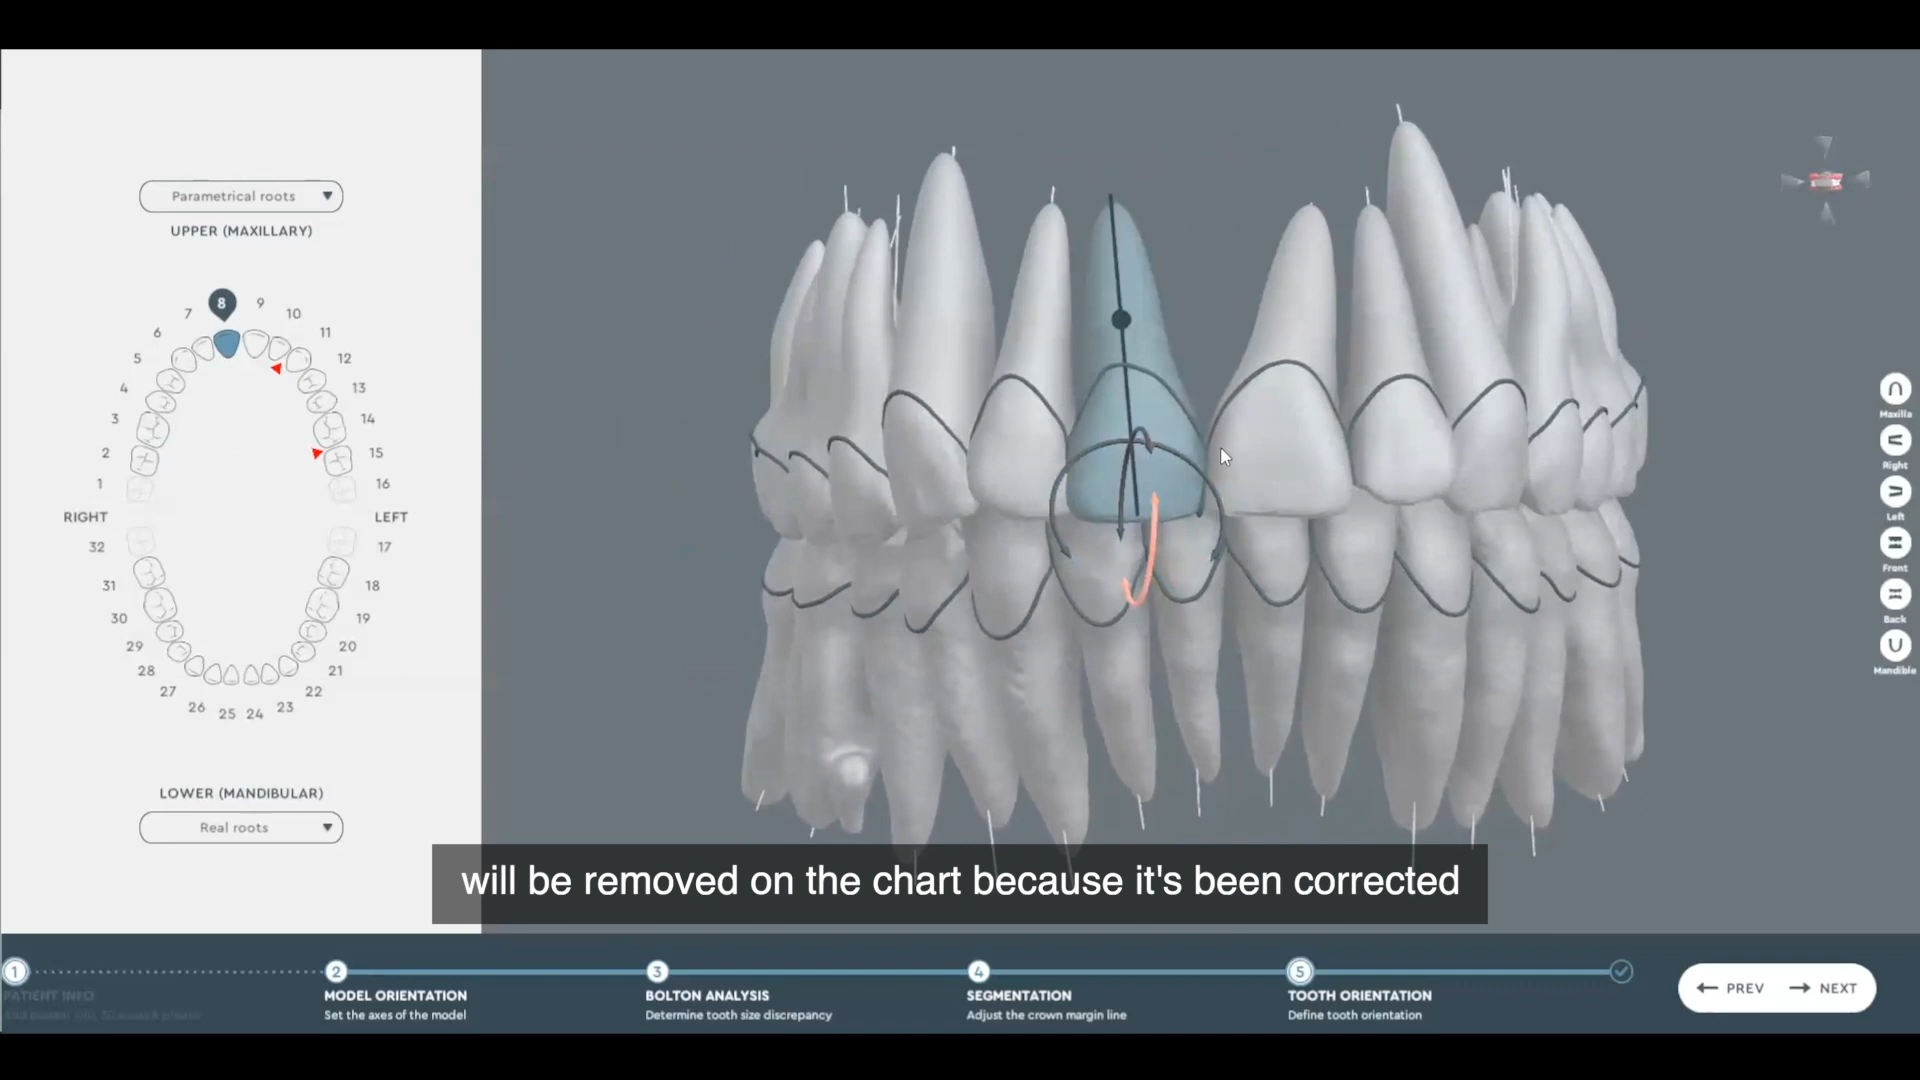 Parametrical roots
UPPER (MAXILLARY)
8
9
7
10
6
11
5
12
4
13
3
14
2
15
1
16
RIGHT
LEFT
32
17
31
18
30
19
29
20
28
21
27
22
26
25
24
23
LOWER (MANDIBULAR)
Real roots
Maxilla
Right
Left
Front
Back
Mandible
will be removed on the chart because it's been corrected
1
PATIENT INFO
2
MODEL ORIENTATION
Set the axes of the model
3
BOLTON ANALYSIS
Determine tooth size discrepancy
4
SEGMENTATION
Adjust the crown margin line
5
TOOTH ORIENTATION
Define tooth orientation
PREV
NEXT